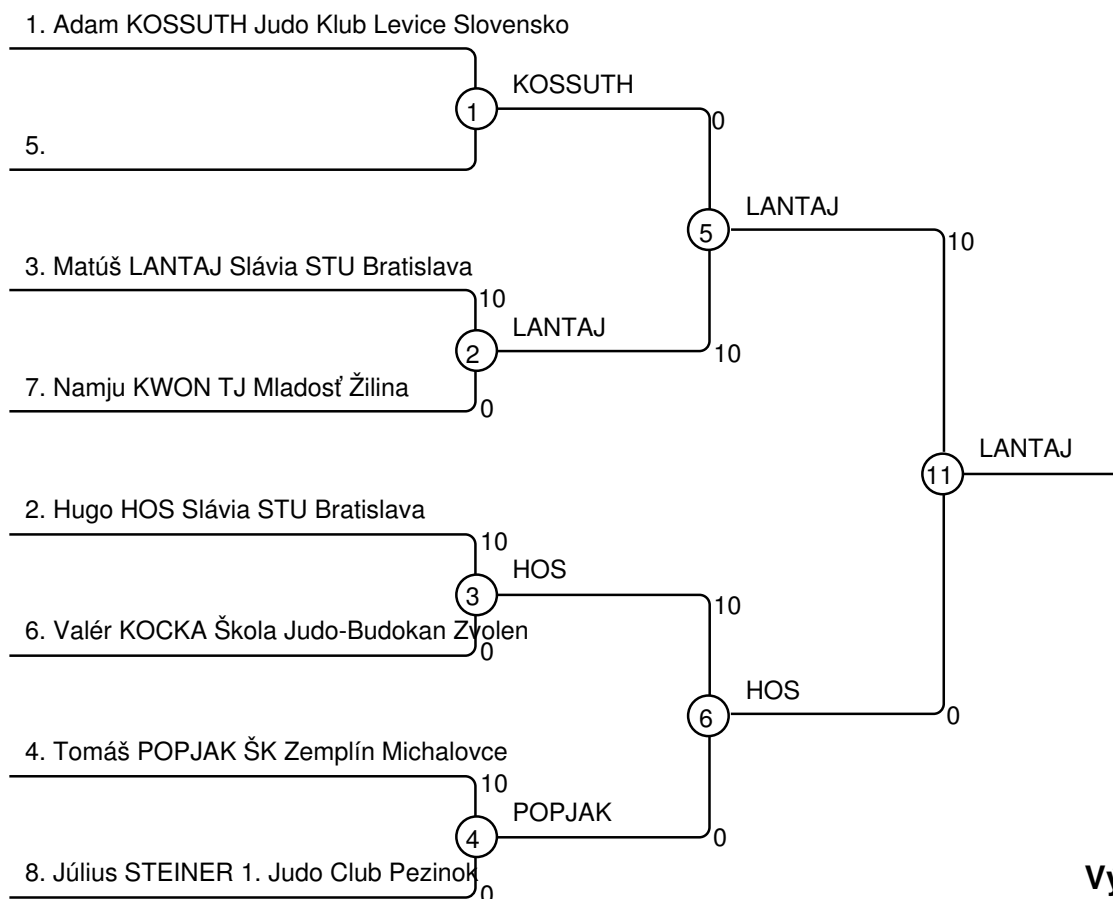 1. Adam KOSSUTH Judo Klub Levice Slovensko
KOSSUTH
1
0
5.
LANTAJ
5
10
3. Matúš LANTAJ Slávia STU Bratislava
10
LANTAJ
2
10
7. Namju KWON TJ Mladosť Žilina
0
LANTAJ
11
2. Hugo HOS Slávia STU Bratislava
10
HOS
3
10
6. Valér KOCKA Škola Judo-Budokan Zvolen
0
HOS
6
0
4. Tomáš POPJAK ŠK Zemplín Michalovce
10
POPJAK
4
0
8. Július STEINER 1. Judo Club Pezinok
0